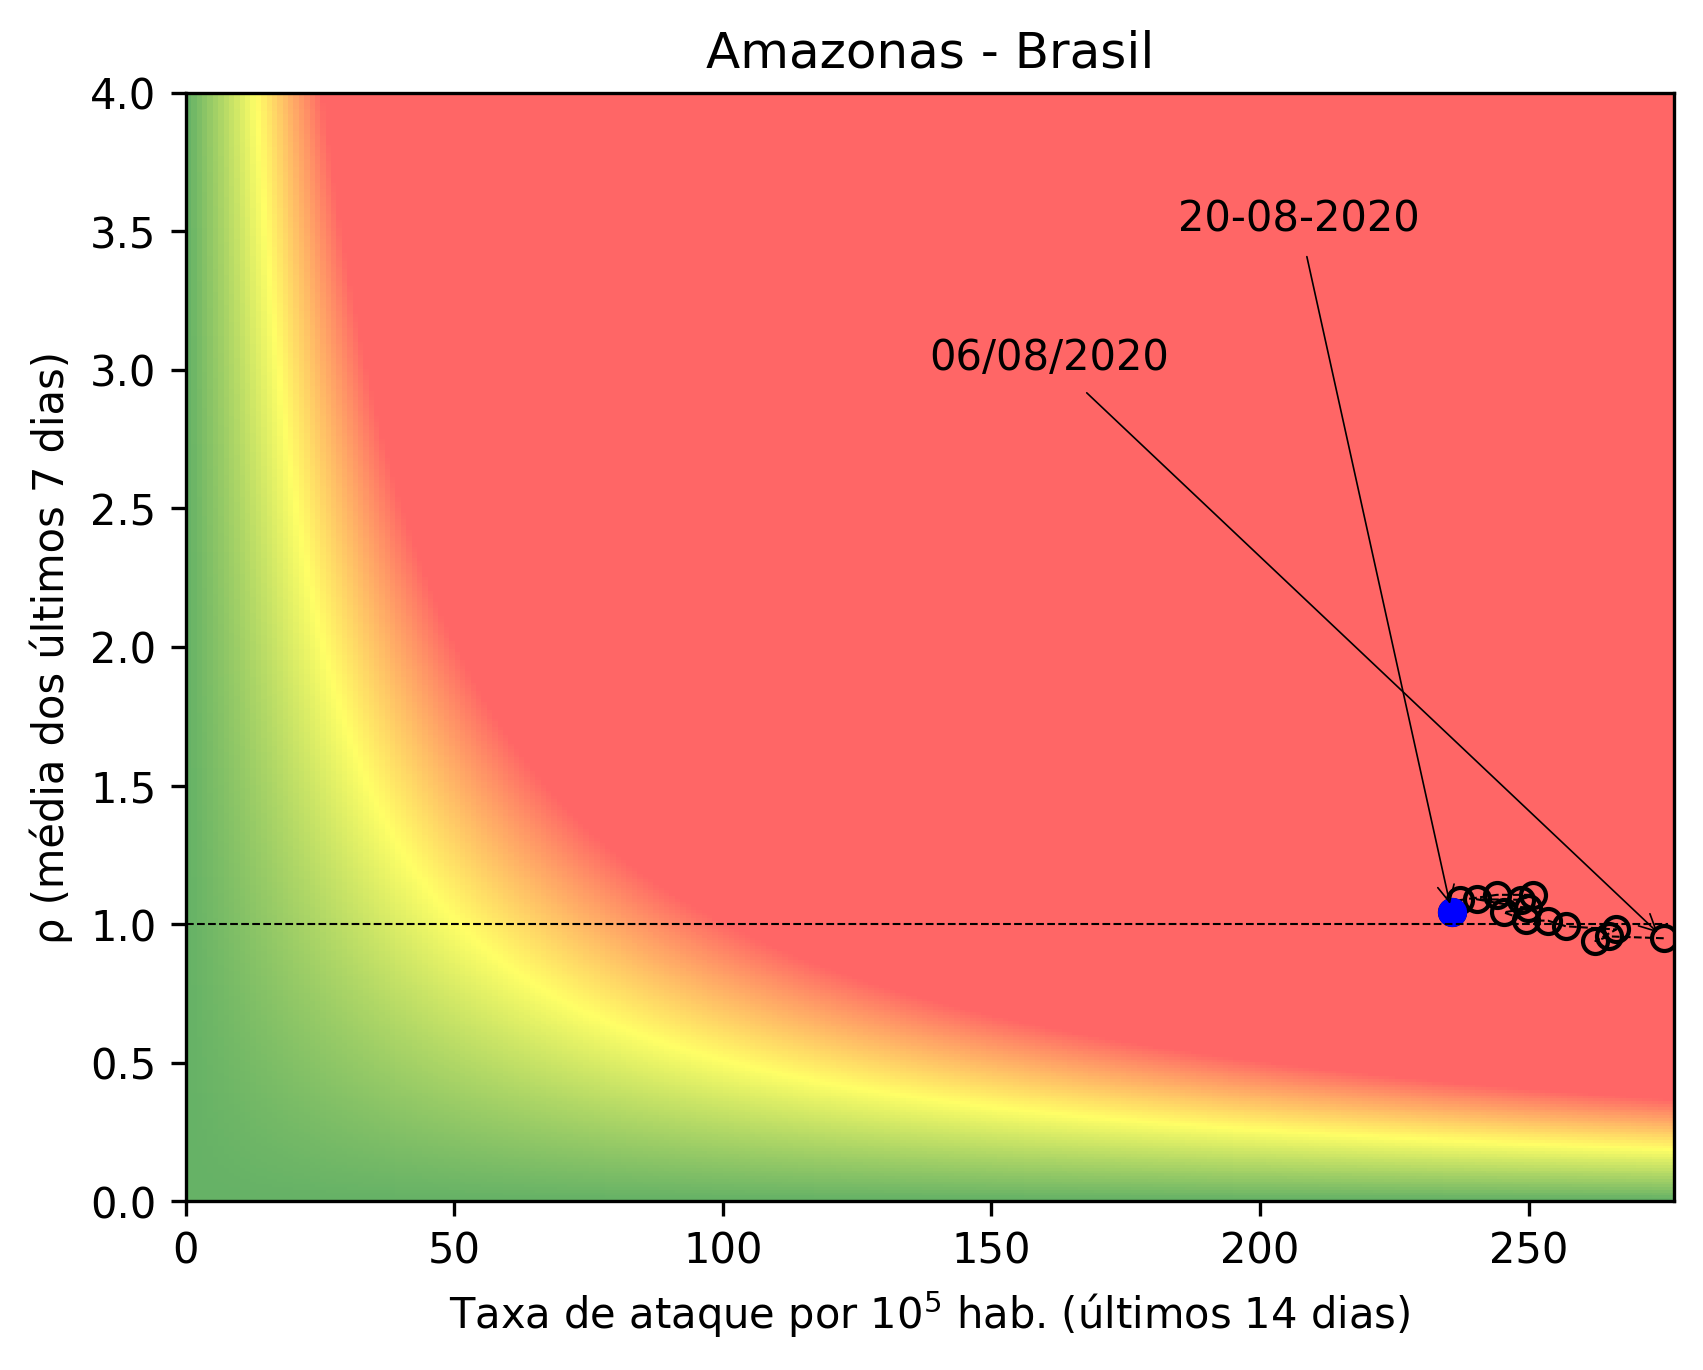 Amazonas - Brasil
4.0
3.5
3.0
2.5
2.0
1.5
1.0
0.5
0.0
ρ (média dos últimos 7 dias)
20-08-2020
06/08/2020
0 50 100 150 200 250
Taxa de ataque por 10⁵ hab. (últimos 14 dias)